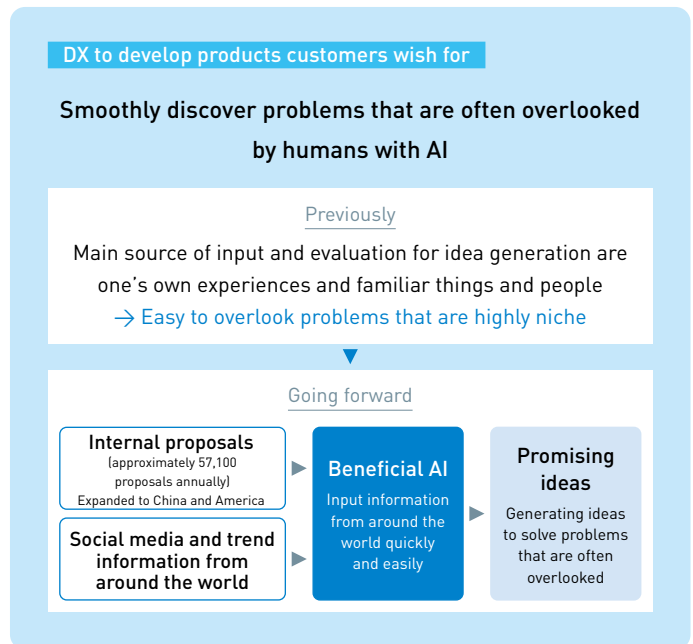 DX to develop products customers wish for
Smoothly discover problems that are often overlooked
by humans with AI
Previously
Main source of input and evaluation for idea generation are
one's own experiences and familiar things and people
→ Easy to overlook problems that are highly niche
Going forward
Internal proposals
(approximately 57,100
proposals annually)
Expanded to China and America
Social media and trend
information from
around the world
Beneficial AI
Input information
from around the
world quickly
and easily
Promising
ideas
Generating ideas
to solve problems
that are often
overlooked